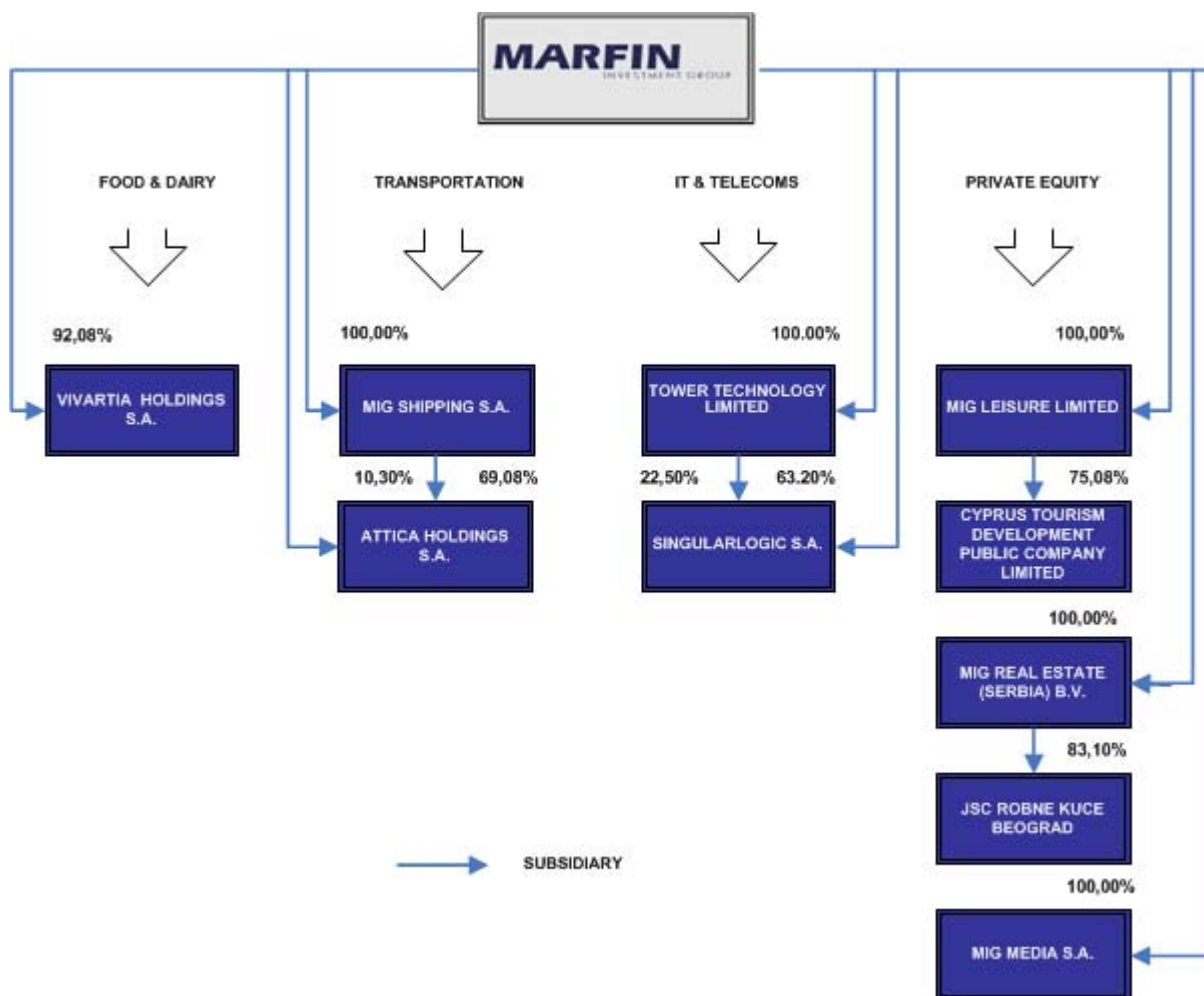 MARFIN
INVESTMENT GROUP
FOOD & DAIRY
TRANSPORTATION
IT & TELECOMS
PRIVATE EQUITY
92,08%
100,00%
100.00%
100,00%
VIVARTIA HOLDINGS
S.A.
MIG SHIPPING S.A.
TOWER TECHNOLOGY
LIMITED
MIG LEISURE LIMITED
10,30%
69,08%
22,50%
63.20%
75,08%
ATTICA HOLDINGS
S.A.
SINGULARLOGIC S.A.
CYPRUS TOURISM
DEVELOPMENT
PUBLIC COMPANY
LIMITED
100,00%
MIG REAL ESTATE
(SERBIA) B.V.
83,10%
JSC ROBNE KUCE
BEOGRAD
SUBSIDIARY
100,00%
MIG MEDIA S.A.